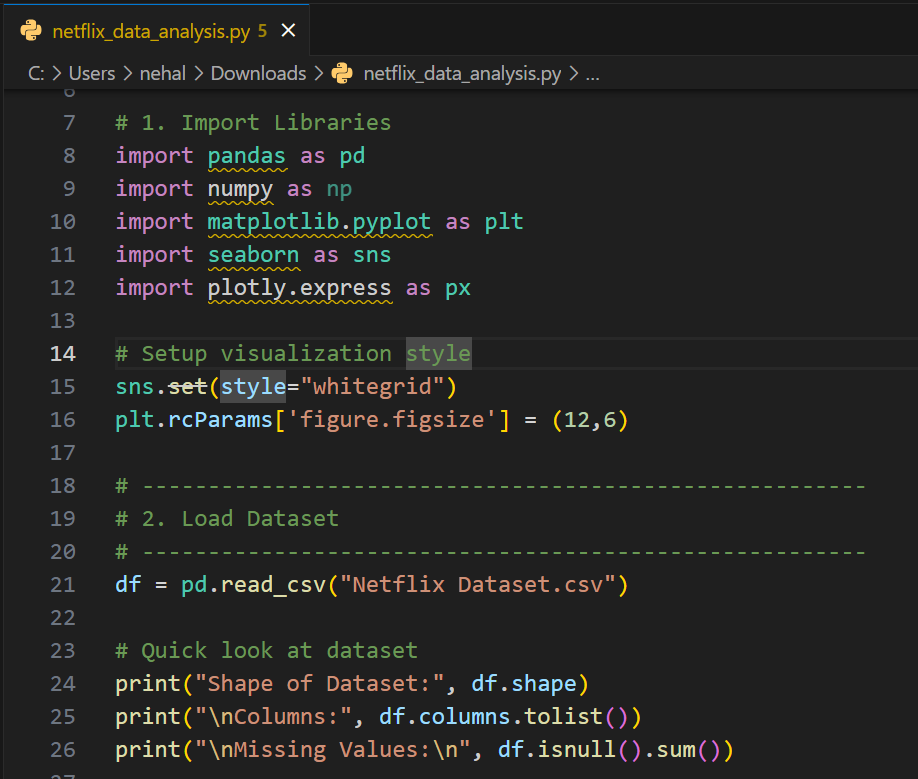 netflix_data_analysis.py 5
C: > Users > nehal > Downloads > netflix_data_analysis.py > ...
6
7 # 1. Import Libraries
8 import pandas as pd
9 import numpy as np
10 import matplotlib.pyplot as plt
11 import seaborn as sns
12 import plotly.express as px
13
14 # Setup visualization style
15 sns.set(style="whitegrid")
16 plt.rcParams['figure.figsize'] = (12,6)
17
18 # -------------------------------------------------------
19 # 2. Load Dataset
20 # -------------------------------------------------------
21 df = pd.read_csv("Netflix Dataset.csv")
22
23 # Quick look at dataset
24 print("Shape of Dataset:", df.shape)
25 print("\nColumns:", df.columns.tolist())
26 print("\nMissing Values:\n", df.isnull().sum())
27